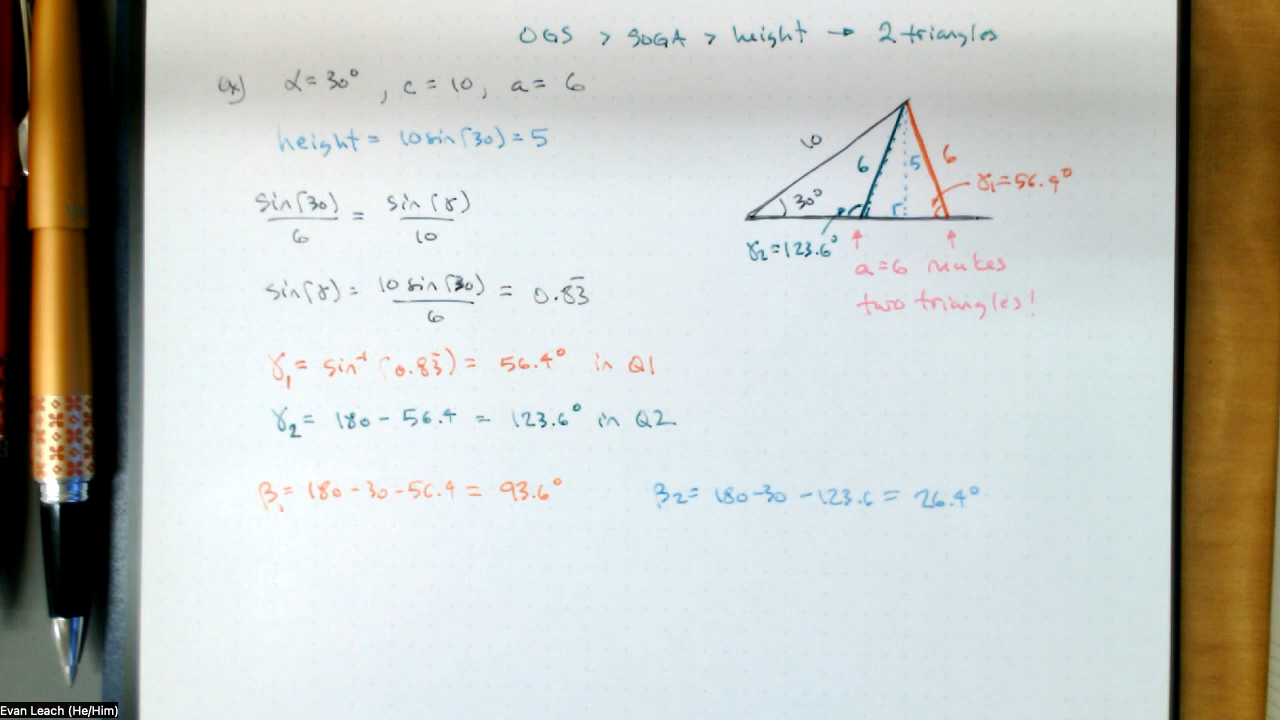 OGS > SOGA > height → 2 triangles
ex) α = 30° , c = 10, a = 6
height = 10 sin(30) = 5
sin(30)/6 = sin(γ)/10
sin(γ) = 10 sin(30)/6 = 0.83̅
γ₁ = sin⁻¹(0.83̅) = 56.4° in Q1
γ₂ = 180 - 56.4 = 123.6° in Q2
β₁ = 180 - 30 - 56.4 = 93.6°
β₂ = 180 - 30 - 123.6 = 26.4°
10
6
5
6
30°
γ₁ = 56.4°
γ₂ = 123.6°
a = 6 makes
two triangles!
Evan Leach (He/Him)